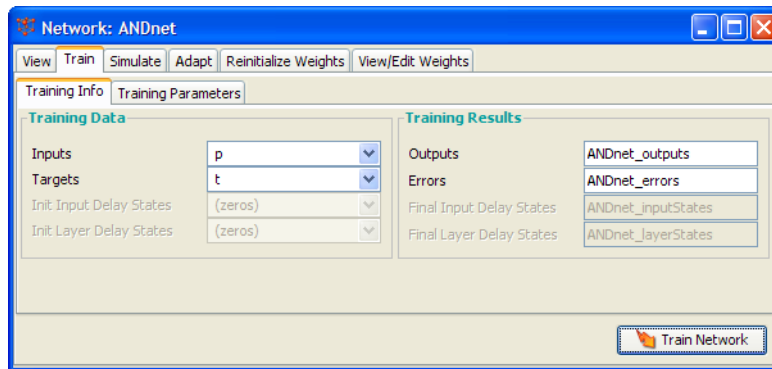 Network: ANDnet
View Train Simulate Adapt Reinitialize Weights View/Edit Weights
Training Info Training Parameters
Training Data Training Results
Inputs p Outputs ANDnet_outputs
Targets t Errors ANDnet_errors
Init Input Delay States (zeros) Final Input Delay States ANDnet_inputStates
Init Layer Delay States (zeros) Final Layer Delay States ANDnet_layerStates
Train Network